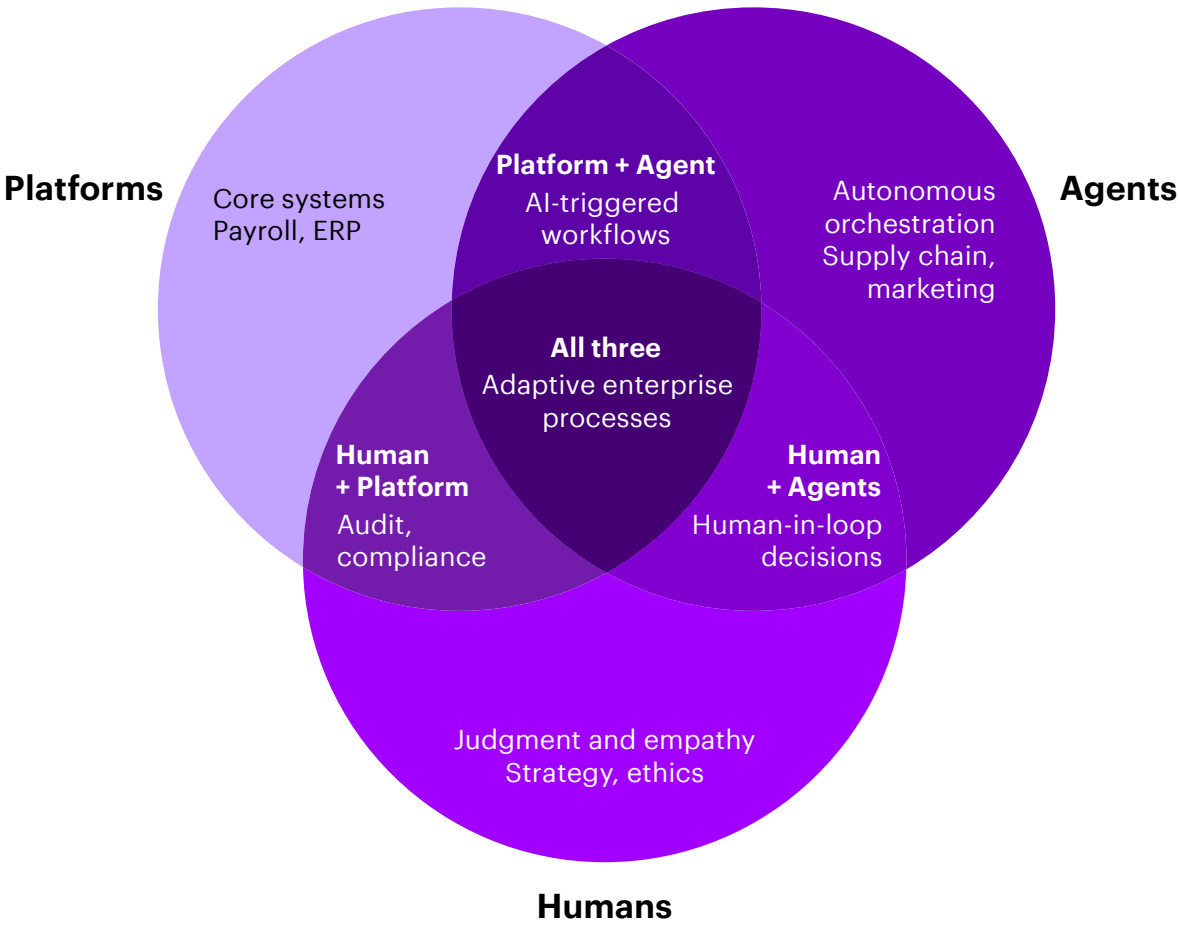 Platforms
Core systems
Payroll, ERP
Platform + Agent
AI-triggered
workflows
Autonomous
orchestration
Supply chain,
marketing
Agents
All three
Adaptive enterprise
processes
Human
+ Platform
Audit,
compliance
Human
+ Agents
Human-in-loop
decisions
Judgment and empathy
Strategy, ethics
Humans